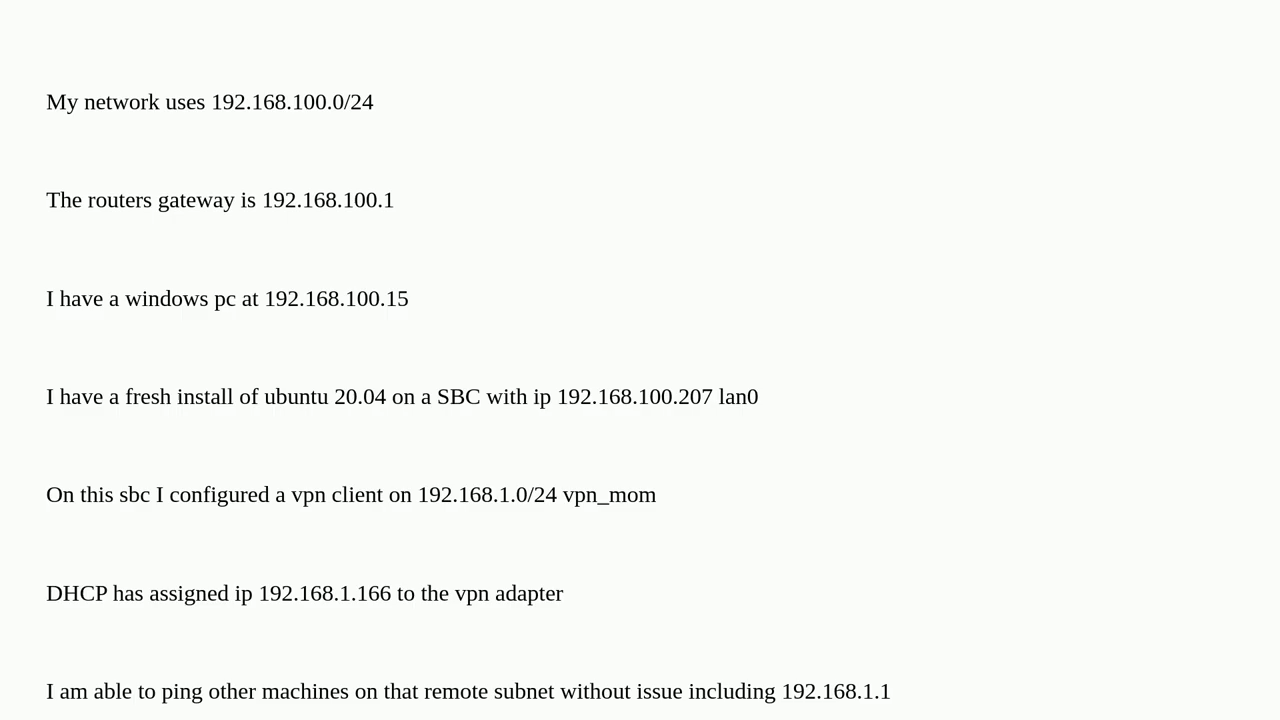 My network uses 192.168.100.0/24
The routers gateway is 192.168.100.1
I have a windows pc at 192.168.100.15
I have a fresh install of ubuntu 20.04 on a SBC with ip 192.168.100.207 lan0
On this sbc I configured a vpn client on 192.168.1.0/24 vpn_mom
DHCP has assigned ip 192.168.1.166 to the vpn adapter
I am able to ping other machines on that remote subnet without issue including 192.168.1.1